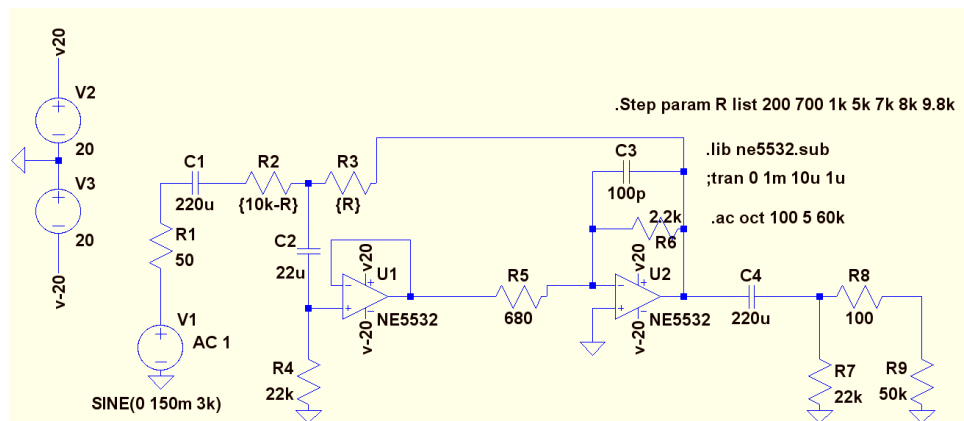 v20
V2
20
V3
20
v-20
C1
220u
R1
50
V1
AC 1
SINE(0 150m 3k)
R2
{10k-R}
R3
{R}
C2
22u
R4
22k
v20
U1
NE5532
v-20
R5
680
.Step param R list 200 700 1k 5k 7k 8k 9.8k
.lib ne5532.sub
;tran 0 1m 10u 1u
.ac oct 100 5 60k
C3
100p
2.2k
R6
v20
U2
NE5532
v-20
C4
220u
R8
100
R7
22k
R9
50k